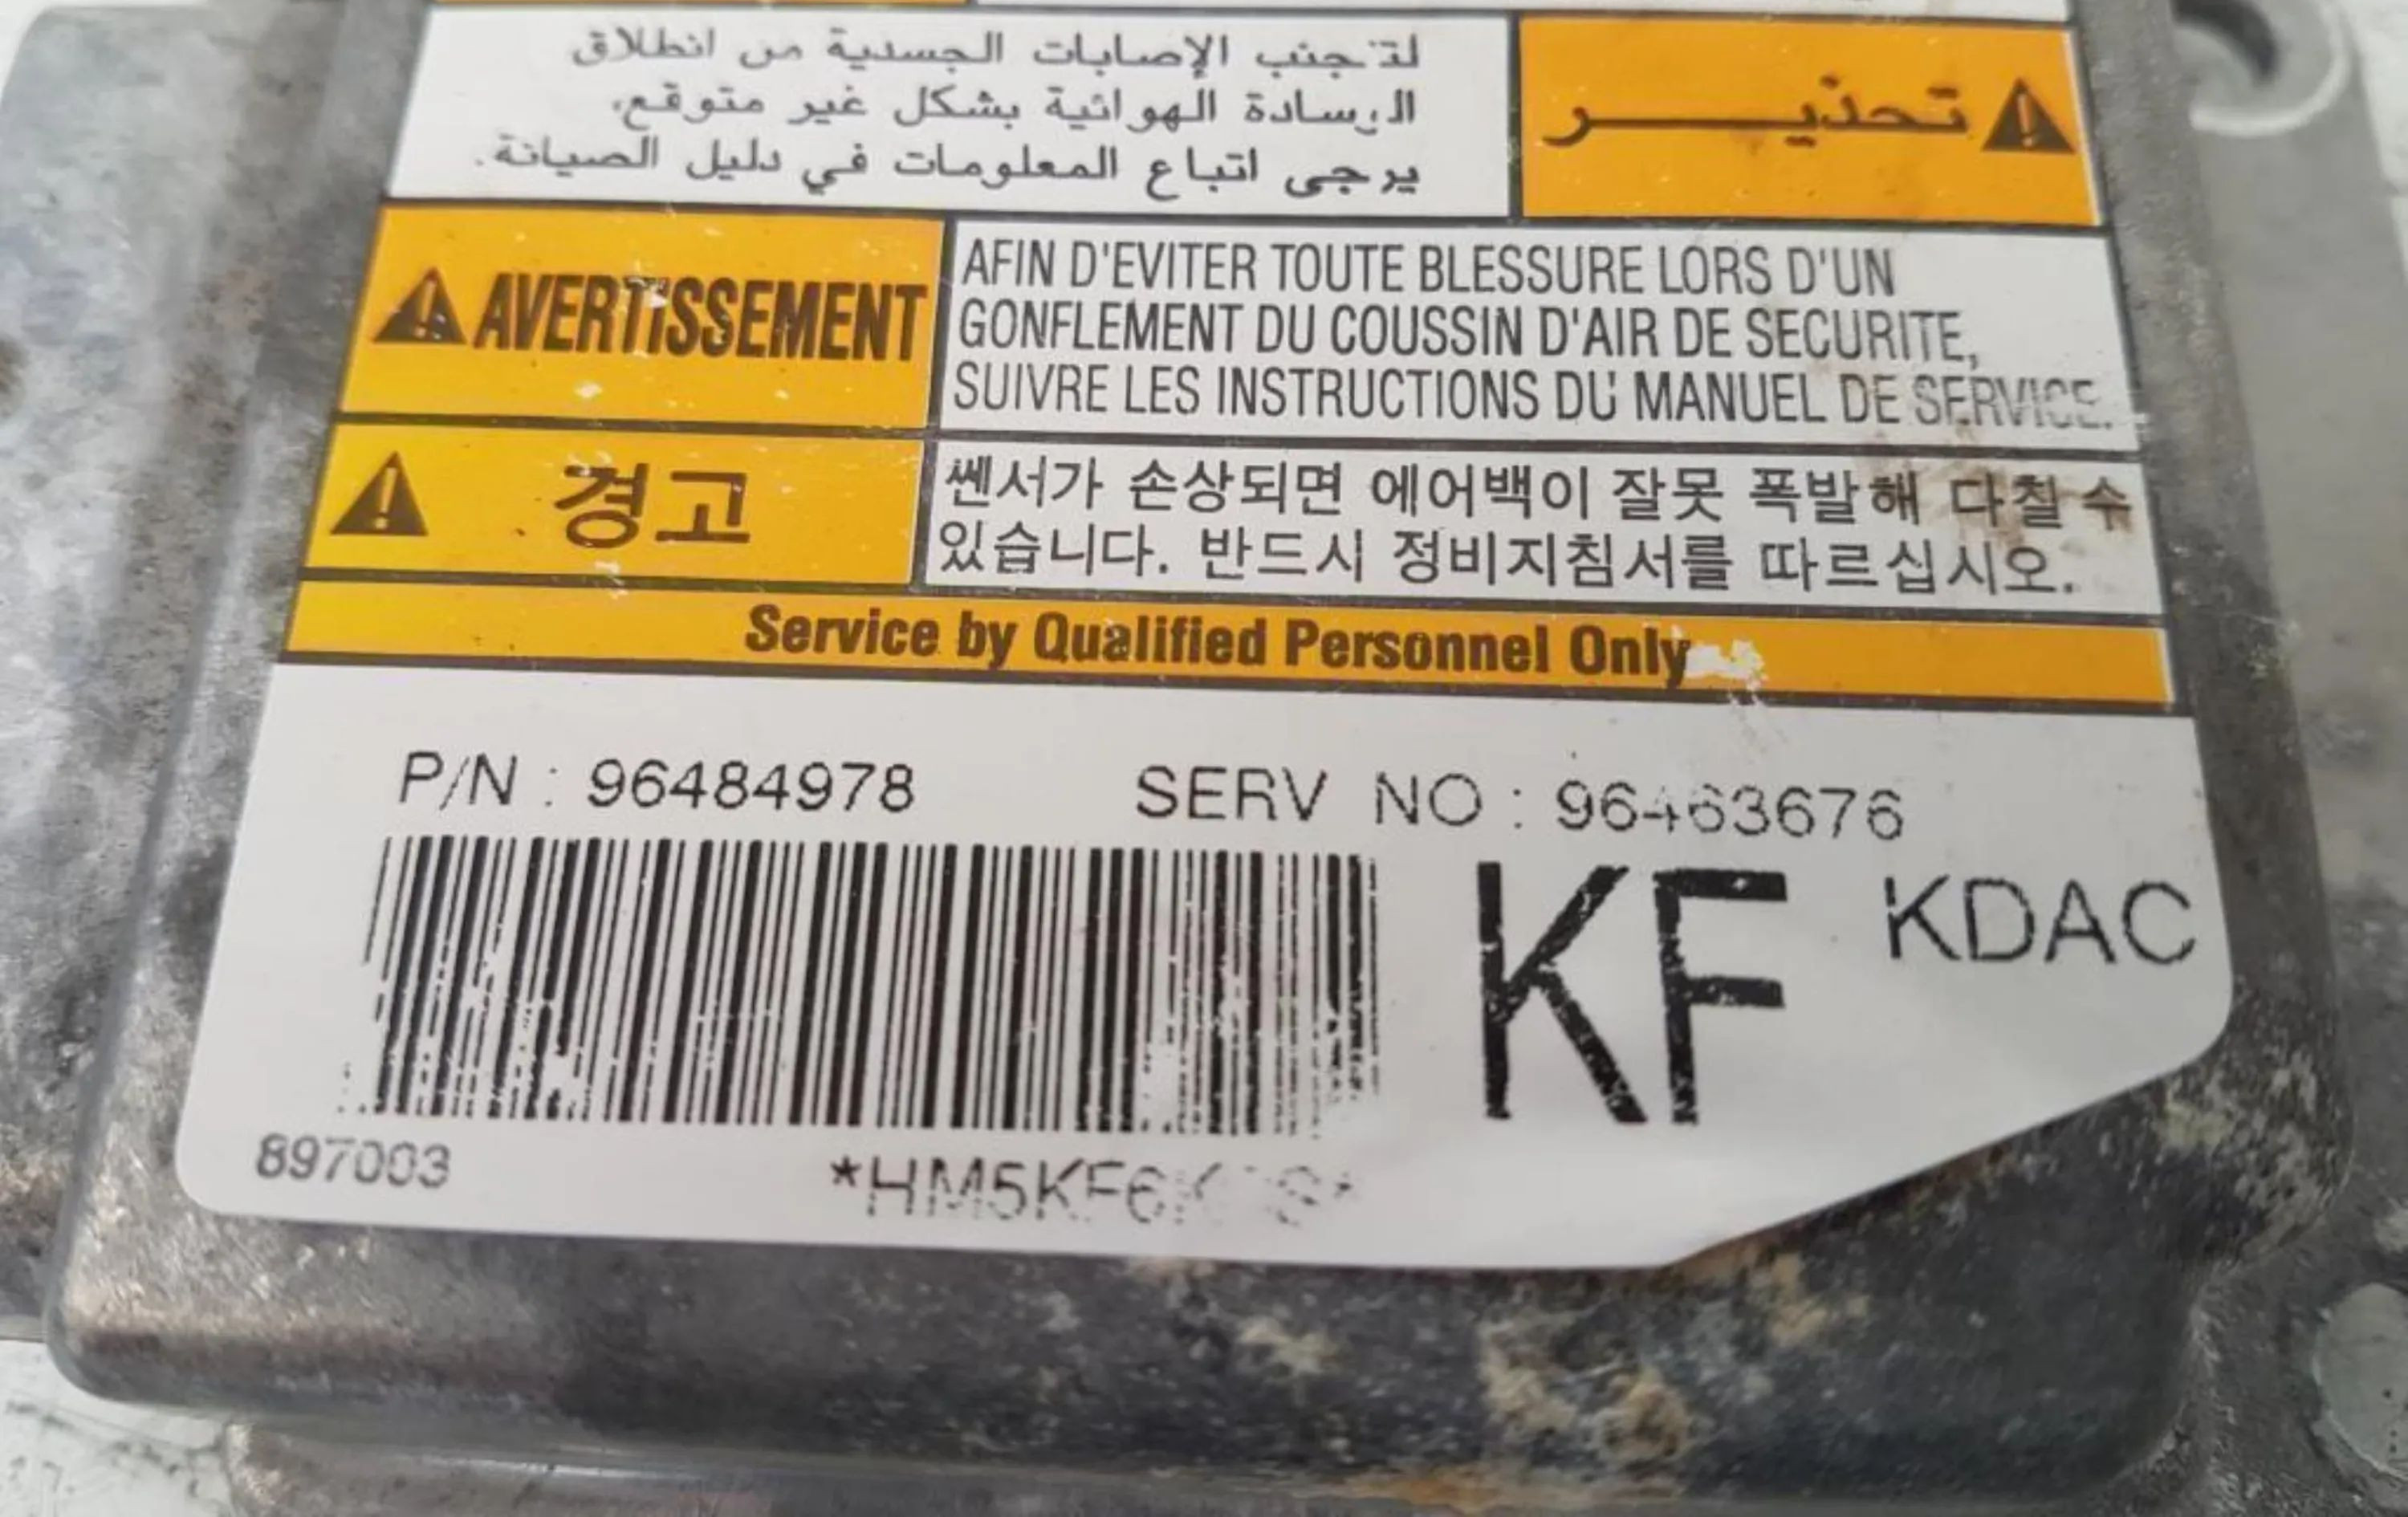 لتجنب الإصابات الجسدية من انطلاق
الوسادة الهوائية بشكل غير متوقع،
يرجى اتباع المعلومات في دليل الصيانة.
تحذيـــر
AVERTISSEMENT
AFIN D'EVITER TOUTE BLESSURE LORS D'UN
GONFLEMENT DU COUSSIN D'AIR DE SECURITE,
SUIVRE LES INSTRUCTIONS DU MANUEL DE SERVICE.
경고
쎈서가 손상되면 에어백이 잘못 폭발해 다칠 수
있습니다. 반드시 정비지침서를 따르십시오.
Service by Qualified Personnel Only
P/N : 96484978 SERV NO : 96463676
KF KDAC
897003